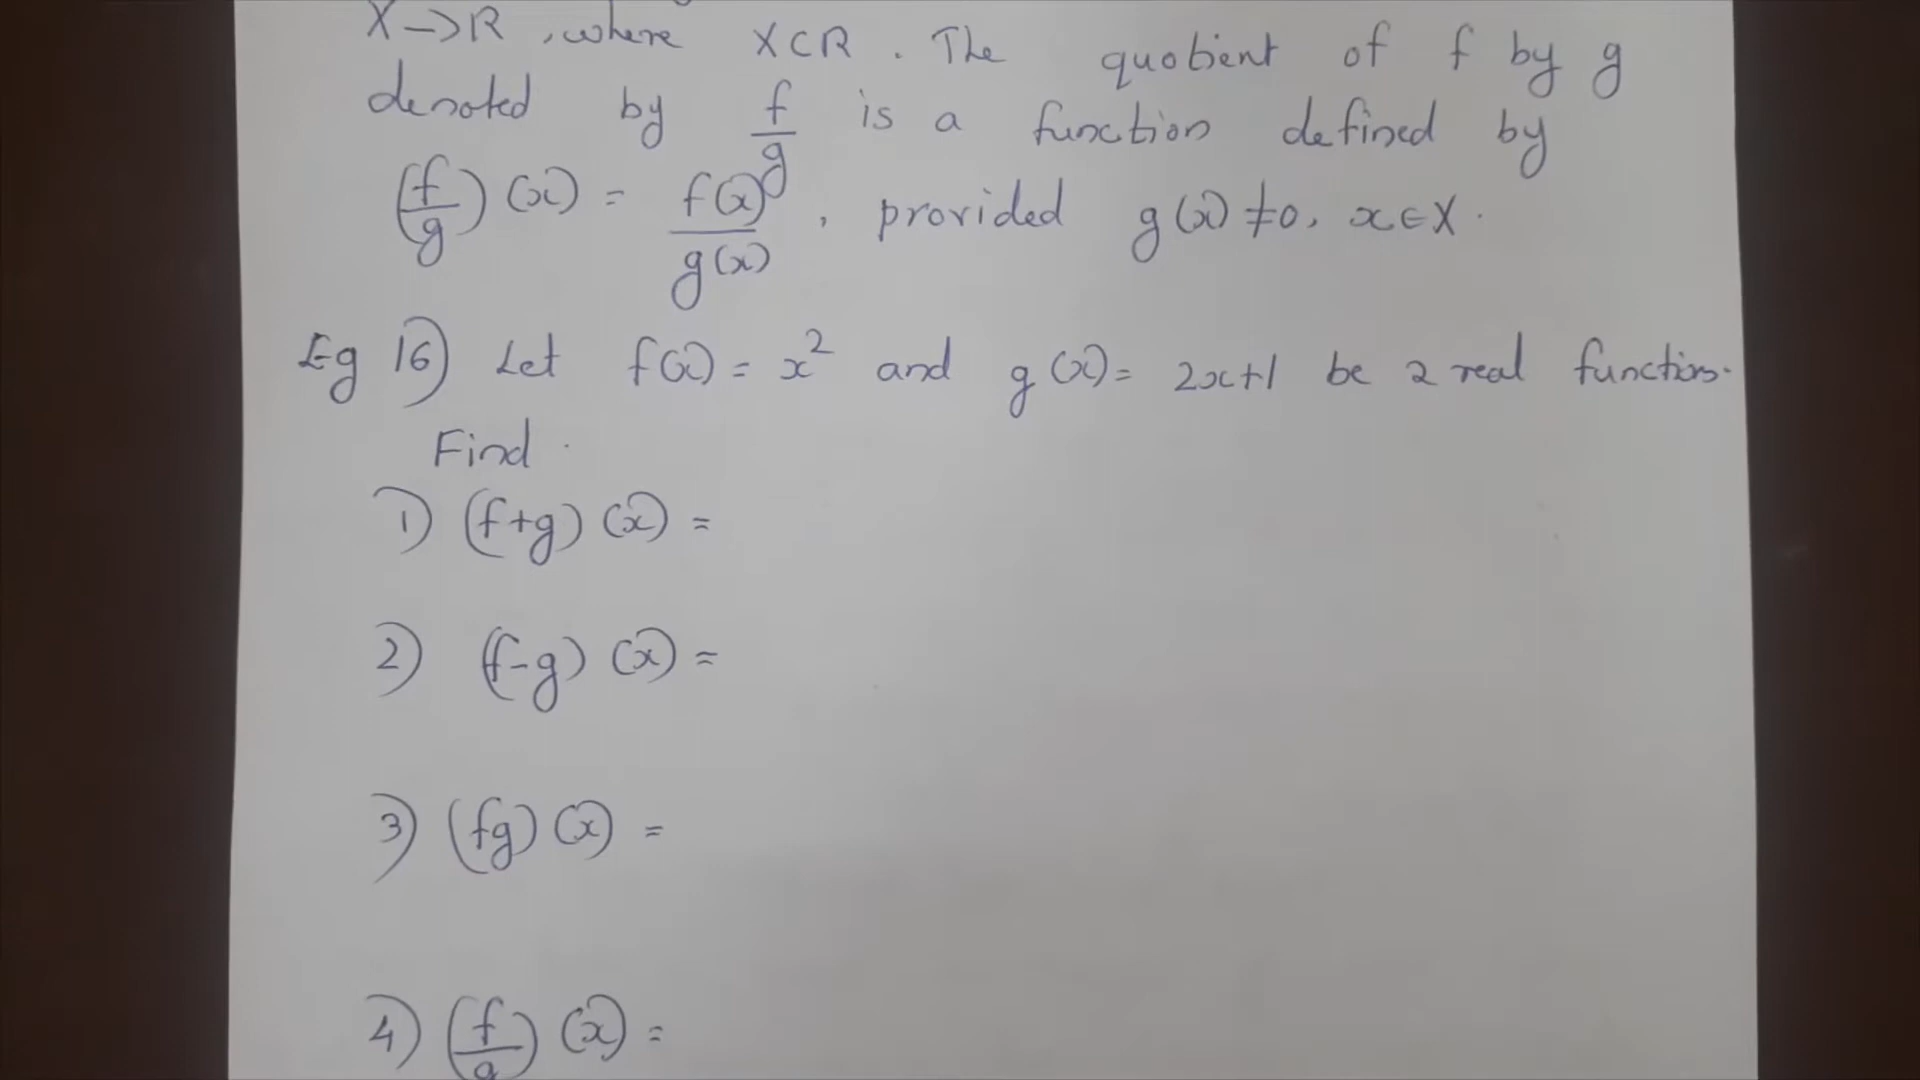 X→R, where X⊂R. The quotient of f by g
denoted by f/g is a function defined by
(f/g)(x) = f(x)/g(x), provided g(x)≠0, x∈X.
Eg 16) Let f(x) = x² and g(x) = 2x+1 be 2 real functions.
Find.
1) (f+g)(x) =
2) (f-g)(x) =
3) (fg)(x) =
4) (f/g)(x) =